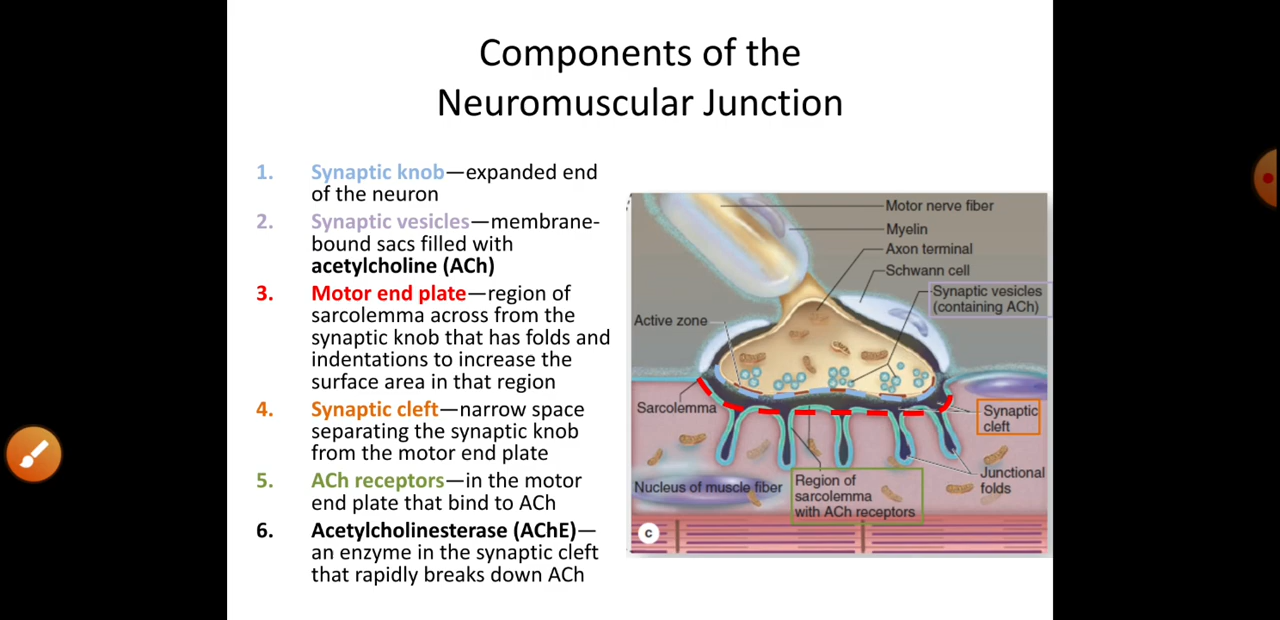 Components of the
Neuromuscular Junction
1. Synaptic knob—expanded end
of the neuron
2. Synaptic vesicles—membrane-
bound sacs filled with
acetylcholine (ACh)
3. Motor end plate—region of
sarcolemma across from the
synaptic knob that has folds and
indentations to increase the
surface area in that region
4. Synaptic cleft—narrow space
separating the synaptic knob
from the motor end plate
5. ACh receptors—in the motor
end plate that bind to ACh
6. Acetylcholinesterase (AChE)—
an enzyme in the synaptic cleft
that rapidly breaks down ACh
Motor nerve fiber
Myelin
Axon terminal
Schwann cell
Synaptic vesicles
(containing ACh)
Active zone
Sarcolemma
Synaptic
cleft
Junctional
folds
Nucleus of muscle fiber
Region of
sarcolemma
with ACh receptors
c